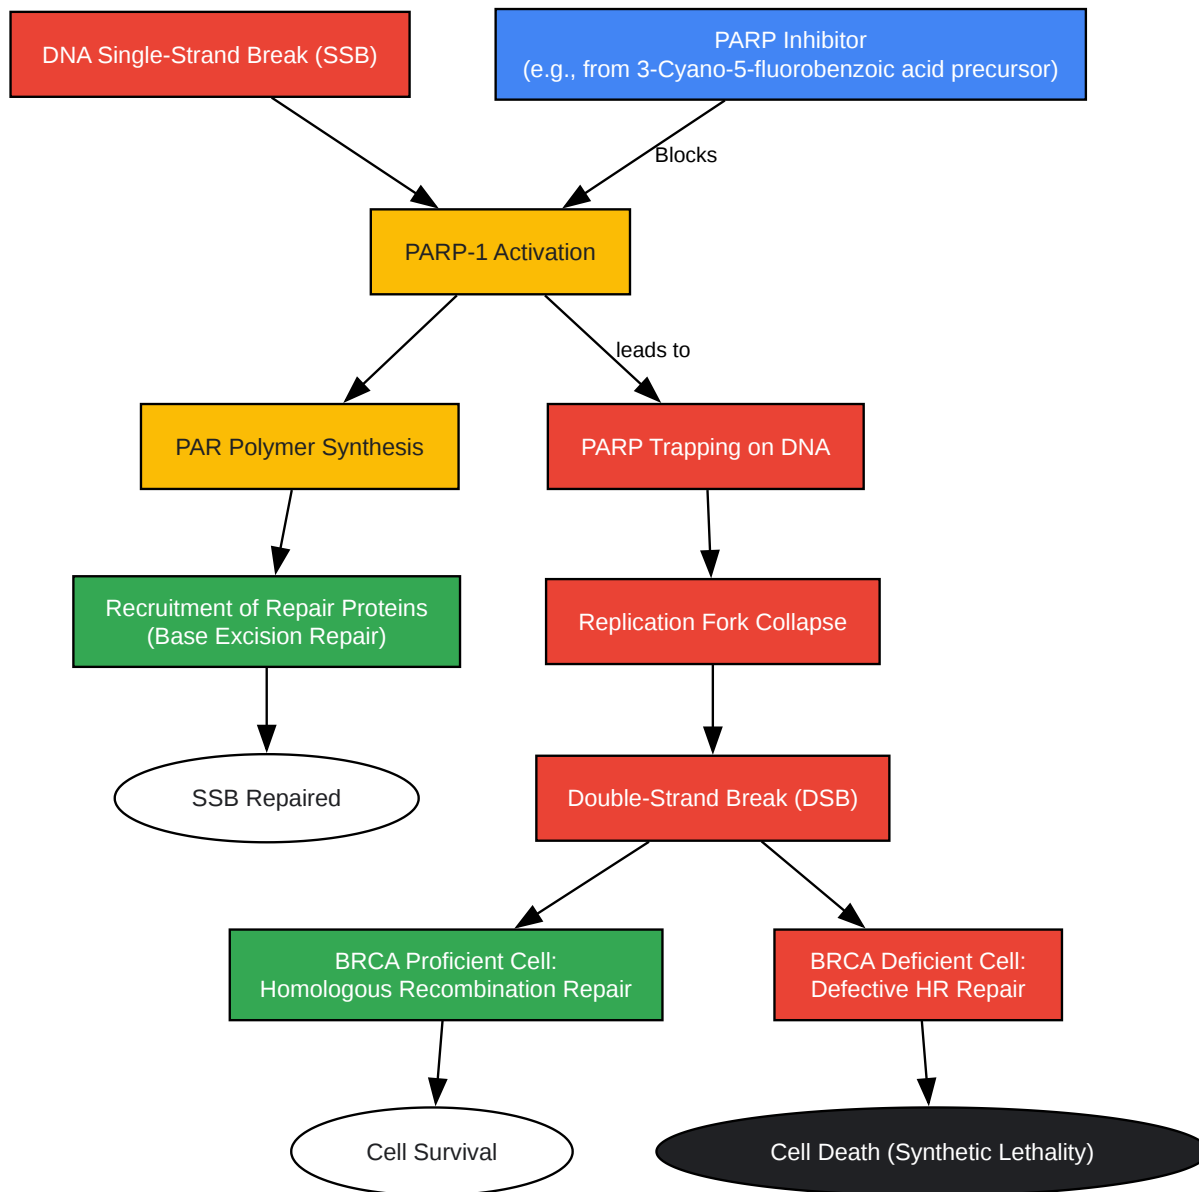 DNA Single-Strand Break (SSB)
PARP Inhibitor
(e.g., from 3-Cyano-5-fluorobenzoic acid precursor)
Blocks
PARP-1 Activation
leads to
PAR Polymer Synthesis
PARP Trapping on DNA
Recruitment of Repair Proteins
(Base Excision Repair)
Replication Fork Collapse
SSB Repaired
Double-Strand Break (DSB)
BRCA Proficient Cell:
Homologous Recombination Repair
BRCA Deficient Cell:
Defective HR Repair
Cell Survival
Cell Death (Synthetic Lethality)